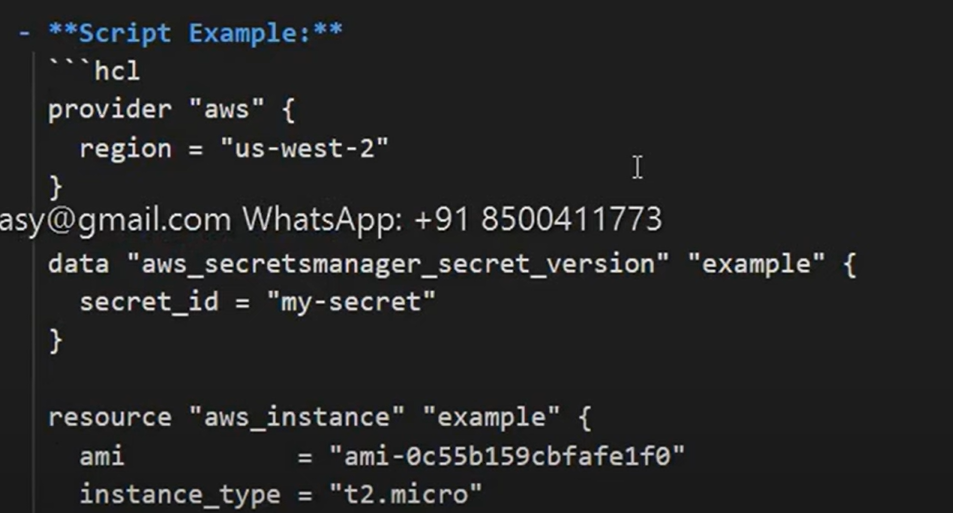 - **Script Example:**
```hcl
provider "aws" {
region = "us-west-2"
}
asy@gmail.com WhatsApp: +91 8500411773
data "aws_secretsmanager_secret_version" "example" {
secret_id = "my-secret"
}
resource "aws_instance" "example" {
ami = "ami-0c55b159cbfafe1f0"
instance_type = "t2.micro"